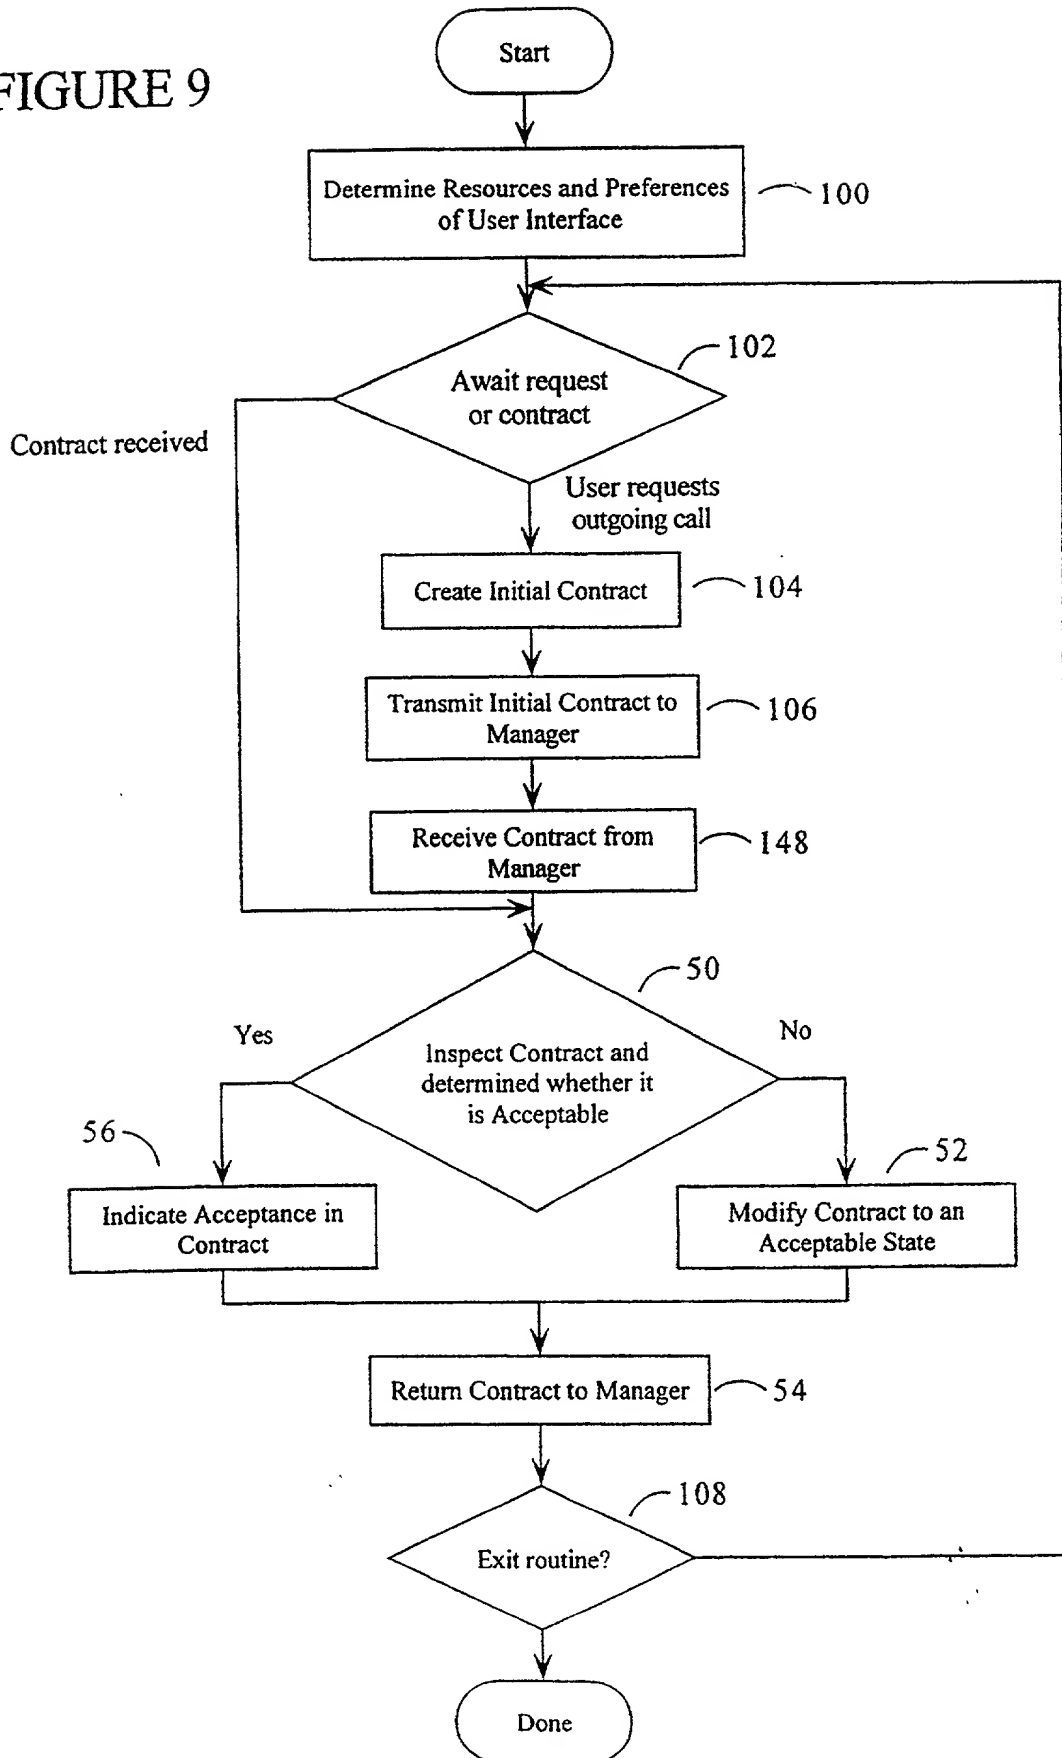 FIGURE 9
Start
Determine Resources and Preferences
of User Interface
100
102
Await request
or contract
Contract received
User requests
outgoing call
Create Initial Contract
104
Transmit Initial Contract to
Manager
106
Receive Contract from
Manager
148
50
Yes
No
Inspect Contract and
determined whether it
is Acceptable
56
52
Indicate Acceptance in
Contract
Modify Contract to an
Acceptable State
Return Contract to Manager
54
108
Exit routine?
Done